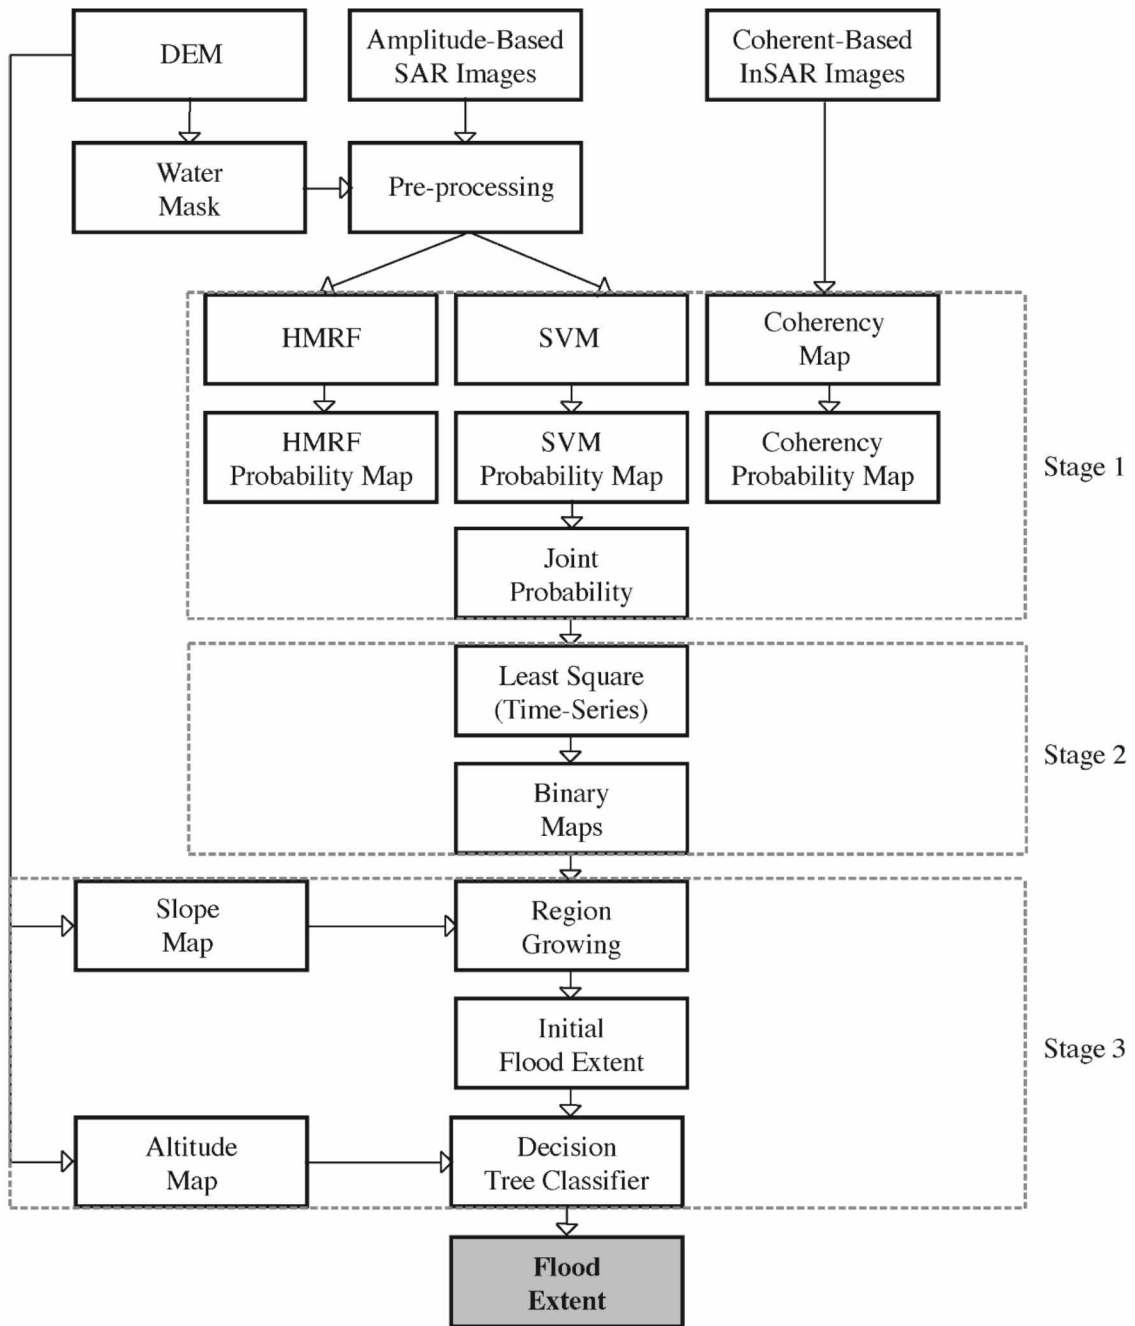 DEM
Amplitude-Based
SAR Images
Coherent-Based
InSAR Images
Water
Mask
Pre-processing
HMRF
SVM
Coherency
Map
HMRF
Probability Map
SVM
Probability Map
Coherency
Probability Map
Stage 1
Joint
Probability
Least Square
(Time-Series)
Stage 2
Binary
Maps
Slope
Map
Region
Growing
Initial
Flood Extent
Stage 3
Altitude
Map
Decision
Tree Classifier
Flood
Extent